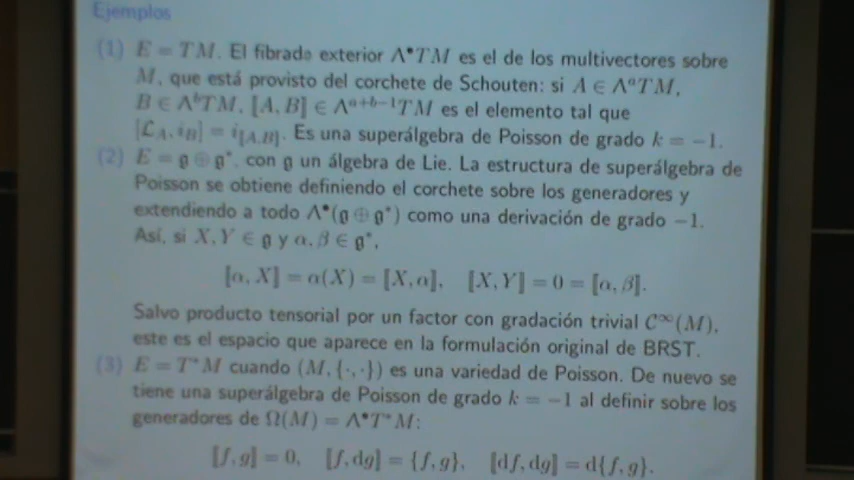 Ejemplos
(1) E = TM. El fibrado exterior Λ•TM es el de los multivectores sobre
M, que está provisto del corchete de Schouten: si A ∈ ΛᵃTM,
B ∈ ΛᵇTM, ⟦A, B⟧ ∈ Λᵃ⁺ᵇ⁻¹TM es el elemento tal que
[ℒ_A, i_B] = i_⟦A,B⟧. Es una superálgebra de Poisson de grado k = −1.
(2) E = 𝔤 ⊕ 𝔤*, con 𝔤 un álgebra de Lie. La estructura de superálgebra de
Poisson se obtiene definiendo el corchete sobre los generadores y
extendiendo a todo Λ•(𝔤 ⊕ 𝔤*) como una derivación de grado −1.
Así, si X, Y ∈ 𝔤 y α, β ∈ 𝔤*,
⟦α, X⟧ = α(X) = ⟦X, α⟧, ⟦X, Y⟧ = 0 = ⟦α, β⟧.
Salvo producto tensorial por un factor con gradación trivial 𝒞^∞(M),
este es el espacio que aparece en la formulación original de BRST.
(3) E = T*M cuando (M, {·, ·}) es una variedad de Poisson. De nuevo se
tiene una superálgebra de Poisson de grado k = −1 al definir sobre los
generadores de Ω(M) = Λ•T*M:
⟦f, g⟧ = 0, ⟦f, dg⟧ = {f, g}, ⟦df, dg⟧ = d{f, g}.